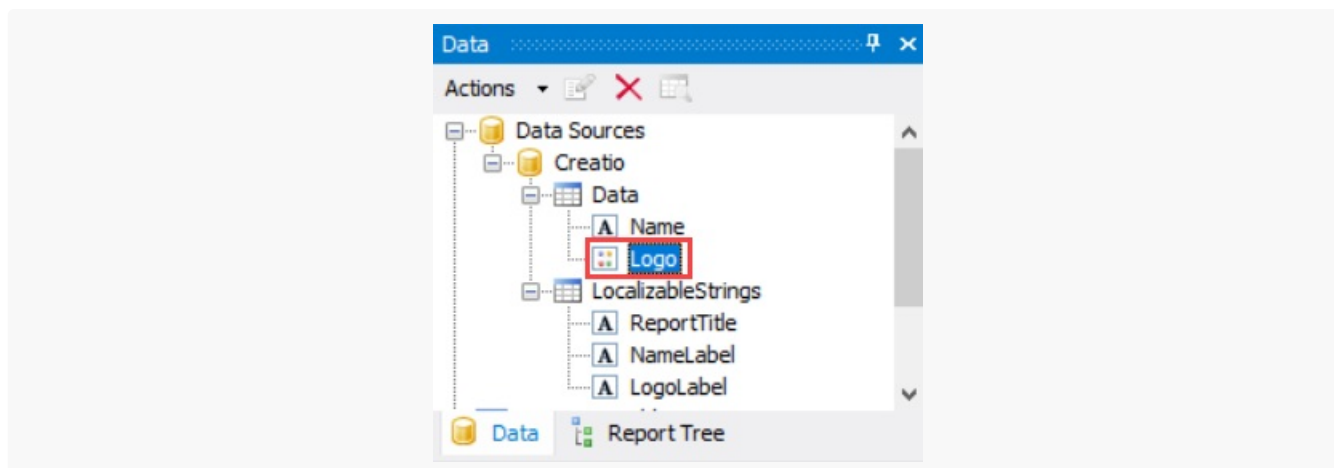 Data
Actions
Data Sources
Creatio
Data
A Name
Logo
LocalizableStrings
A ReportTitle
A NameLabel
A LogoLabel
Data Report Tree